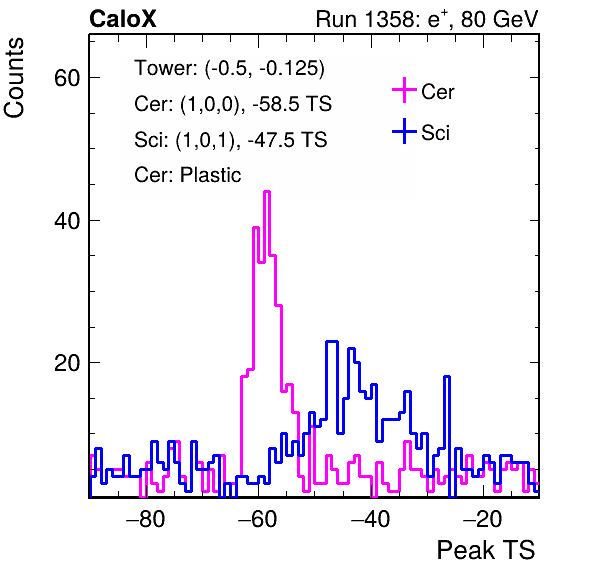 CaloX Run 1358: e⁺, 80 GeV
Counts
Tower: (-0.5, -0.125)
Cer: (1,0,0), -58.5 TS
Sci: (1,0,1), -47.5 TS
Cer: Plastic
Cer
Sci
60
40
20
−80 −60 −40 −20
Peak TS